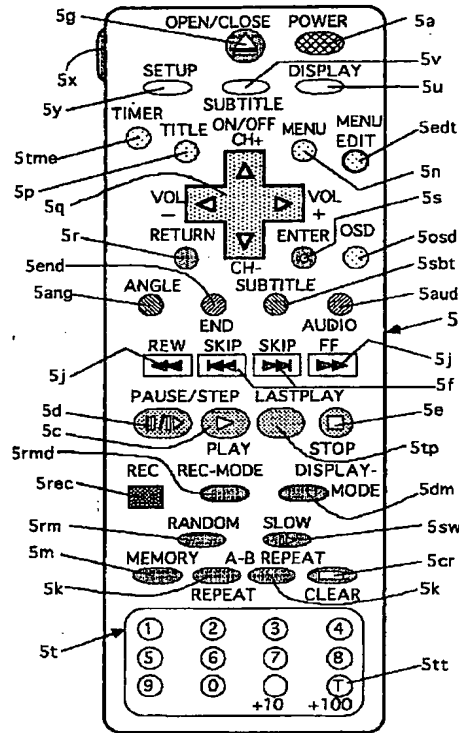 5g OPEN/CLOSE POWER 5a
5x
5v
SETUP DISPLAY
5y SUBTITLE 5u
TIMER ON/OFF MENU
TITLE CH+ MENU EDIT
5tme 5edt
5p 5n
5q VOL VOL
- + 5s
5r RETURN ENTER OSD
5osd
5end CH-
5ang ANGLE SUBTITLE 5sbt
5aud
END AUDIO
5
REW SKIP SKIP FF
5j 5j
5f
5d PAUSE/STEP LASTPLAY
5e
5c PLAY STOP
5rmd 5tp
REC REC-MODE DISPLAY-
MODE
5rec 5dm
5rm RANDOM SLOW 5sw
5m MEMORY A-B REPEAT 5cr
5k REPEAT CLEAR 5k
5t 1 2 3 4
5 6 7 8
5tt
9 0 T
+10 +100